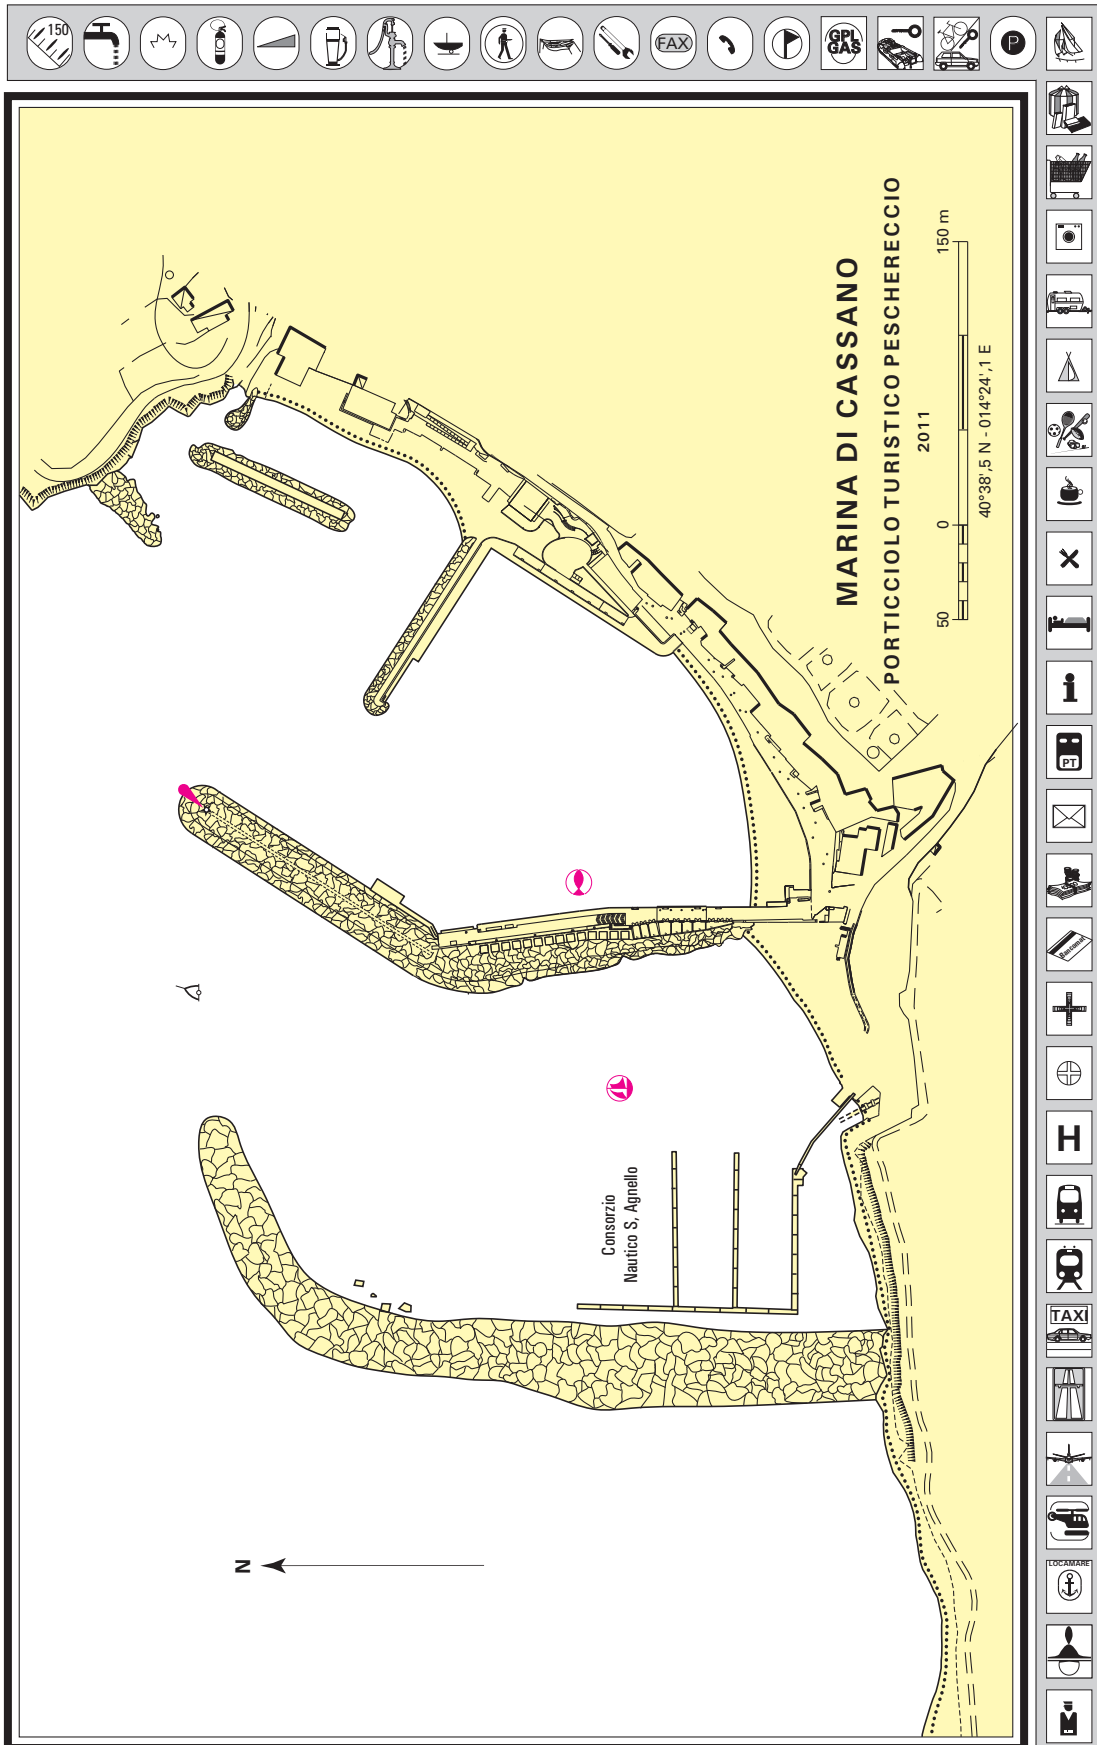 150
FAX
GPL
GAS
P
MARINA DI CASSANO
PORTICCIOLO TURISTICO PESCHERECCIO
2011
50 0 150 m
40°38',5 N - 014°24',1 E
Consorzio
Nautico S, Agnello
N
i
PT
Bancomat
H
TAXI
LOCAMARE